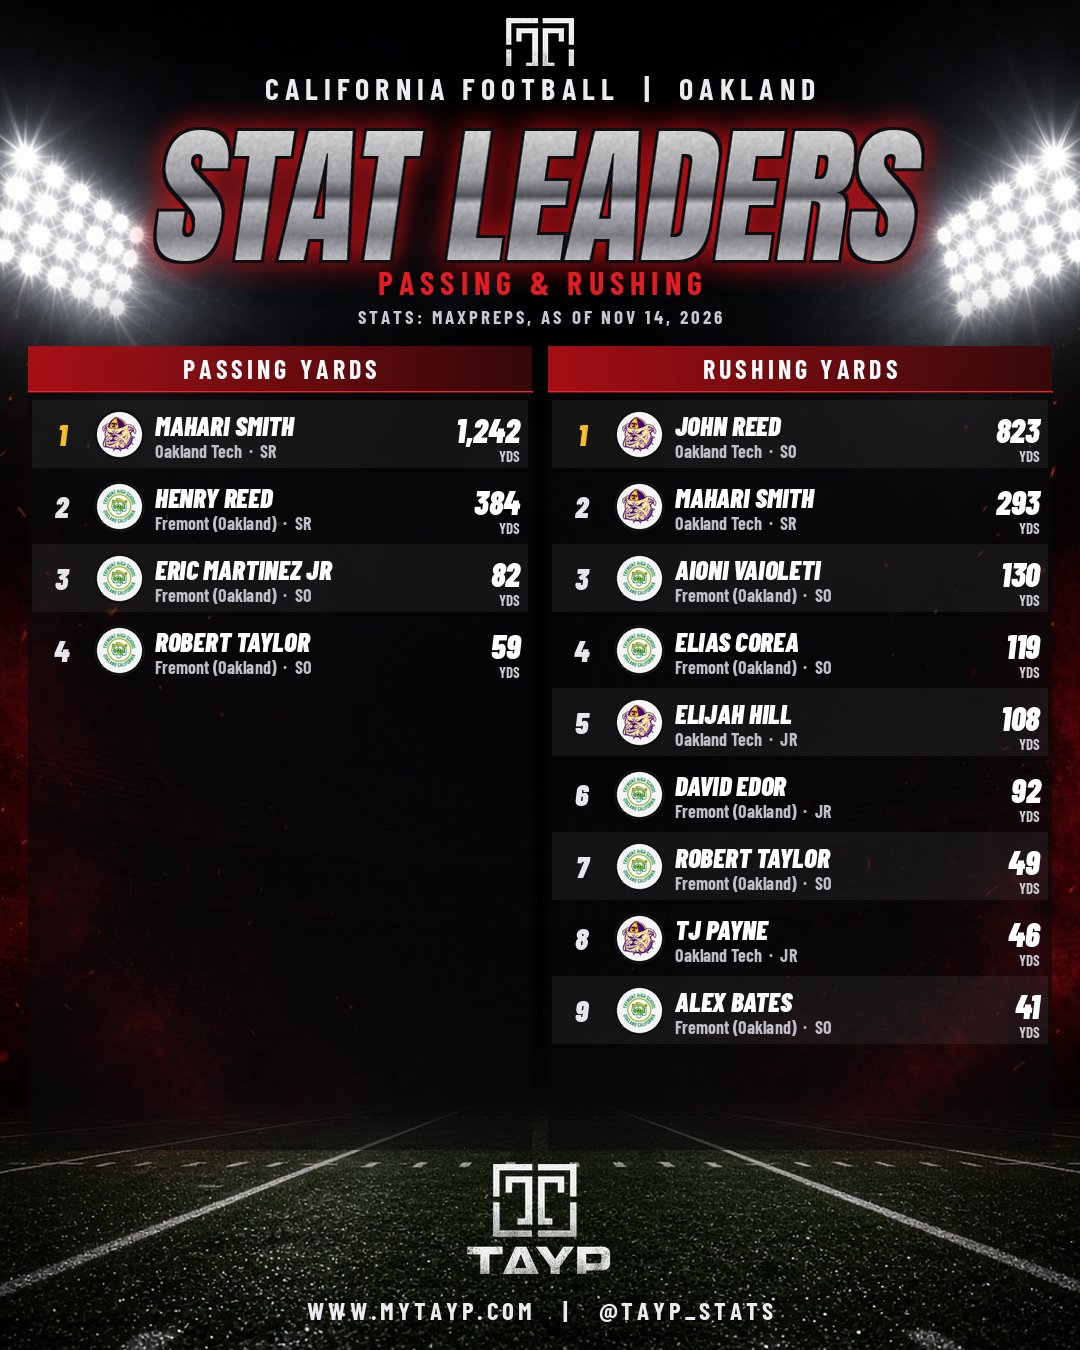 CALIFORNIA FOOTBALL | OAKLAND
STAT LEADERS
PASSING & RUSHING
STATS: MAXPREPS, AS OF NOV 14, 2026
PASSING YARDS
1 MAHARI SMITH 1,242
Oakland Tech · SR YDS
2 HENRY REED 384
Fremont (Oakland) · SR YDS
3 ERIC MARTINEZ JR 82
Fremont (Oakland) · SO YDS
4 ROBERT TAYLOR 59
Fremont (Oakland) · SO YDS
RUSHING YARDS
1 JOHN REED 823
Oakland Tech · SO YDS
2 MAHARI SMITH 293
Oakland Tech · SR YDS
3 AIONI VAIOLETI 130
Fremont (Oakland) · SO YDS
4 ELIAS COREA 119
Fremont (Oakland) · SO YDS
5 ELIJAH HILL 108
Oakland Tech · JR YDS
6 DAVID EDOR 92
Fremont (Oakland) · JR YDS
7 ROBERT TAYLOR 49
Fremont (Oakland) · SO YDS
8 TJ PAYNE 46
Oakland Tech · JR YDS
9 ALEX BATES 41
Fremont (Oakland) · SO YDS
TAYP
WWW.MYTAYP.COM | @TAYP_STATS